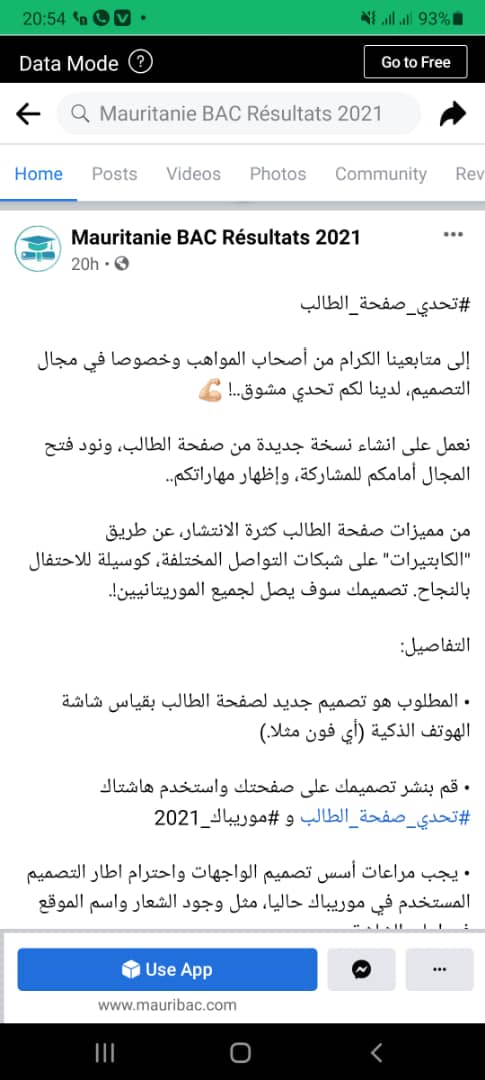 20:54
93%
Data Mode ?
Go to Free
Mauritanie BAC Résultats 2021
Home Posts Videos Photos Community Rev
Mauritanie BAC Résultats 2021
20h
#تحدي_صفحة_الطالب
إلى متابعينا الكرام من أصحاب المواهب وخصوصا في مجال
التصميم، لدينا لكم تحدي مشوق..! 💪🏻
نعمل على انشاء نسخة جديدة من صفحة الطالب، ونود فتح
المجال أمامكم للمشاركة، وإظهار مهاراتكم..
من مميزات صفحة الطالب كثرة الانتشار، عن طريق
"الكابتيرات" على شبكات التواصل المختلفة، كوسيلة للاحتفال
بالنجاح. تصميمك سوف يصل لجميع الموريتانيين!.
التفاصيل:
• المطلوب هو تصميم جديد لصفحة الطالب بقياس شاشة
الهوتف الذكية (أي فون مثلا.)
• قم بنشر تصميمك على صفحتك واستخدم هاشتاك
#تحدي_صفحة_الطالب و #موريباك_2021
• يجب مراعات أسس تصميم الواجهات واحترام اطار التصميم
المستخدم في موريباك حاليا، مثل وجود الشعار واسم الموقع
Use App
www.mauribac.com